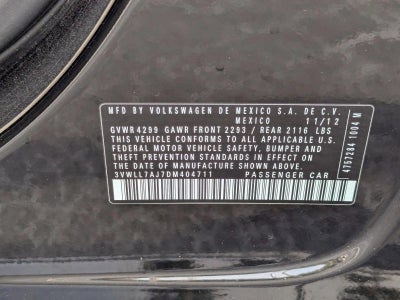 MFD BY VOLKSWAGEN DE MEXICO S.A. DE C.V.
MEXICO 11/12
GVWR 4299 GAWR FRONT 2293 / REAR 2116 LBS
THIS VEHICLE CONFORMS TO ALL APPLICABLE U.S.
FEDERAL MOTOR VEHICLE SAFETY, BUMPER AND
THEFT PREVENTION STANDARDS IN EFFECT ON
THE DATE OF MANUFACTURE SHOWN ABOVE.
3VWLL7AJ7DM404711 PASSENGER CAR
4757284 1004 M